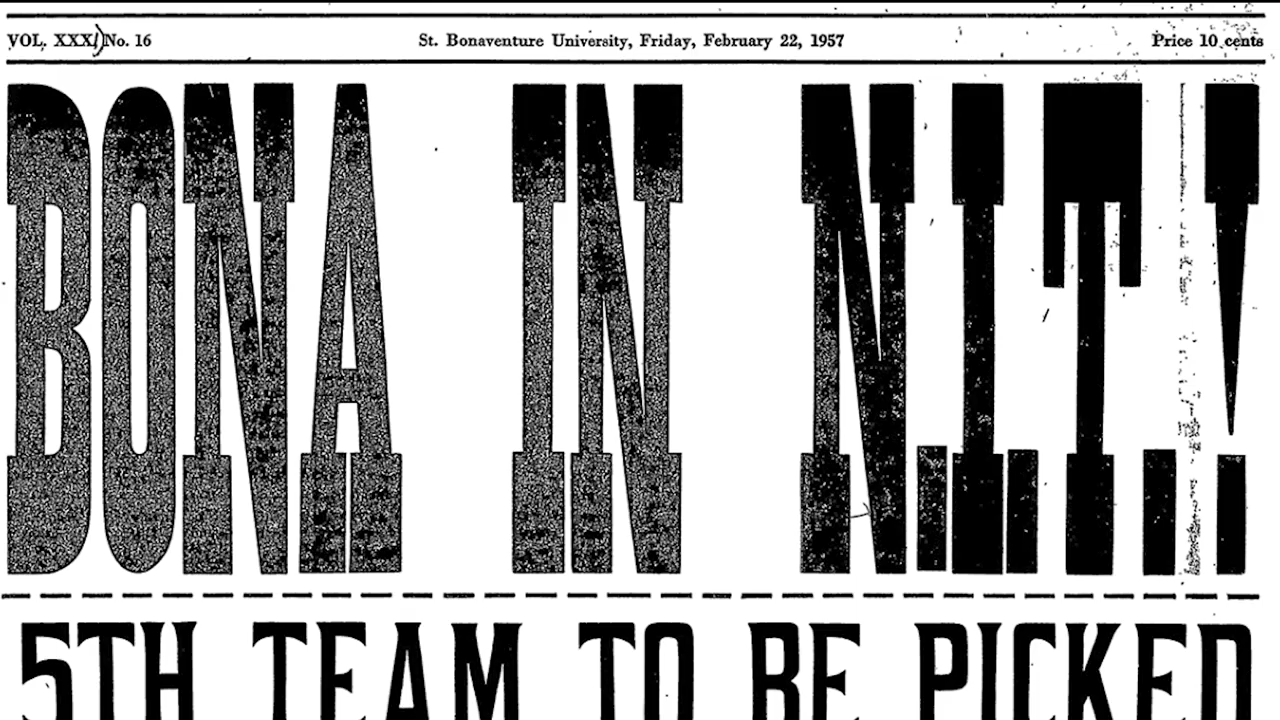 VOL. XXXI No. 16
St. Bonaventure University, Friday, February 22, 1957
Price 10 cents
BONA IN N.I.T.!
5TH TEAM TO BE PICKED